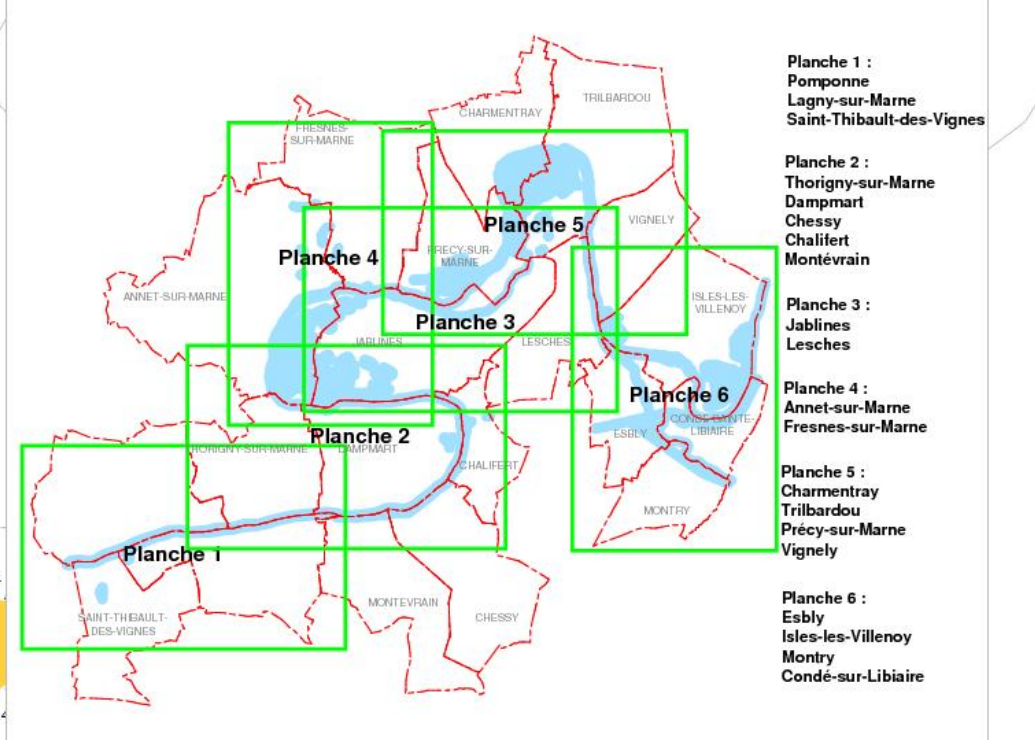 TRILBARDOU
CHARMENTRAY
FRESNES-
SUR-MARNE
VIGNELY
Planche 5
PRECY-SUR-
MARNE
Planche 4
ANNET-SUR-MARNE
ISLES-LES-
VILLENOY
Planche 3
JABLINES
LESCHES
Planche 6
CONDE-SAINTE-
LIBIAIRE
ESBLY
Planche 2
THORIGNY-SUR-MARNE
DAMPMART
CHALIFERT
MONTRY
Planche 1
MONTEVRAIN
CHESSY
SAINT-THIBAULT-
DES-VIGNES
Planche 1 :
Pomponne
Lagny-sur-Marne
Saint-Thibault-des-Vignes
Planche 2 :
Thorigny-sur-Marne
Dampmart
Chessy
Chalifert
Montévrain
Planche 3 :
Jablines
Lesches
Planche 4 :
Annet-sur-Marne
Fresnes-sur-Marne
Planche 5 :
Charmentray
Trilbardou
Précy-sur-Marne
Vignely
Planche 6 :
Esbly
Isles-les-Villenoy
Montry
Condé-sur-Libiaire